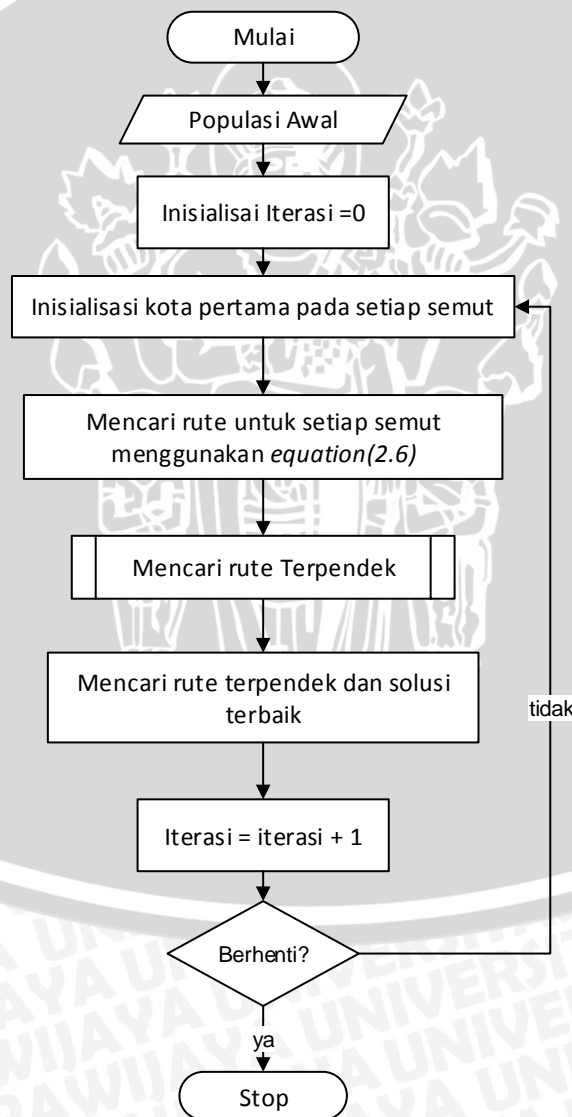 Mulai
Populasi Awal
Inisialisai Iterasi =0
Inisialisasi kota pertama pada setiap semut
Mencari rute untuk setiap semut
menggunakan equation(2.6)
Mencari rute Terpendek
Mencari rute terpendek dan solusi
terbaik
tidak
Iterasi = iterasi + 1
Berhenti?
ya
Stop